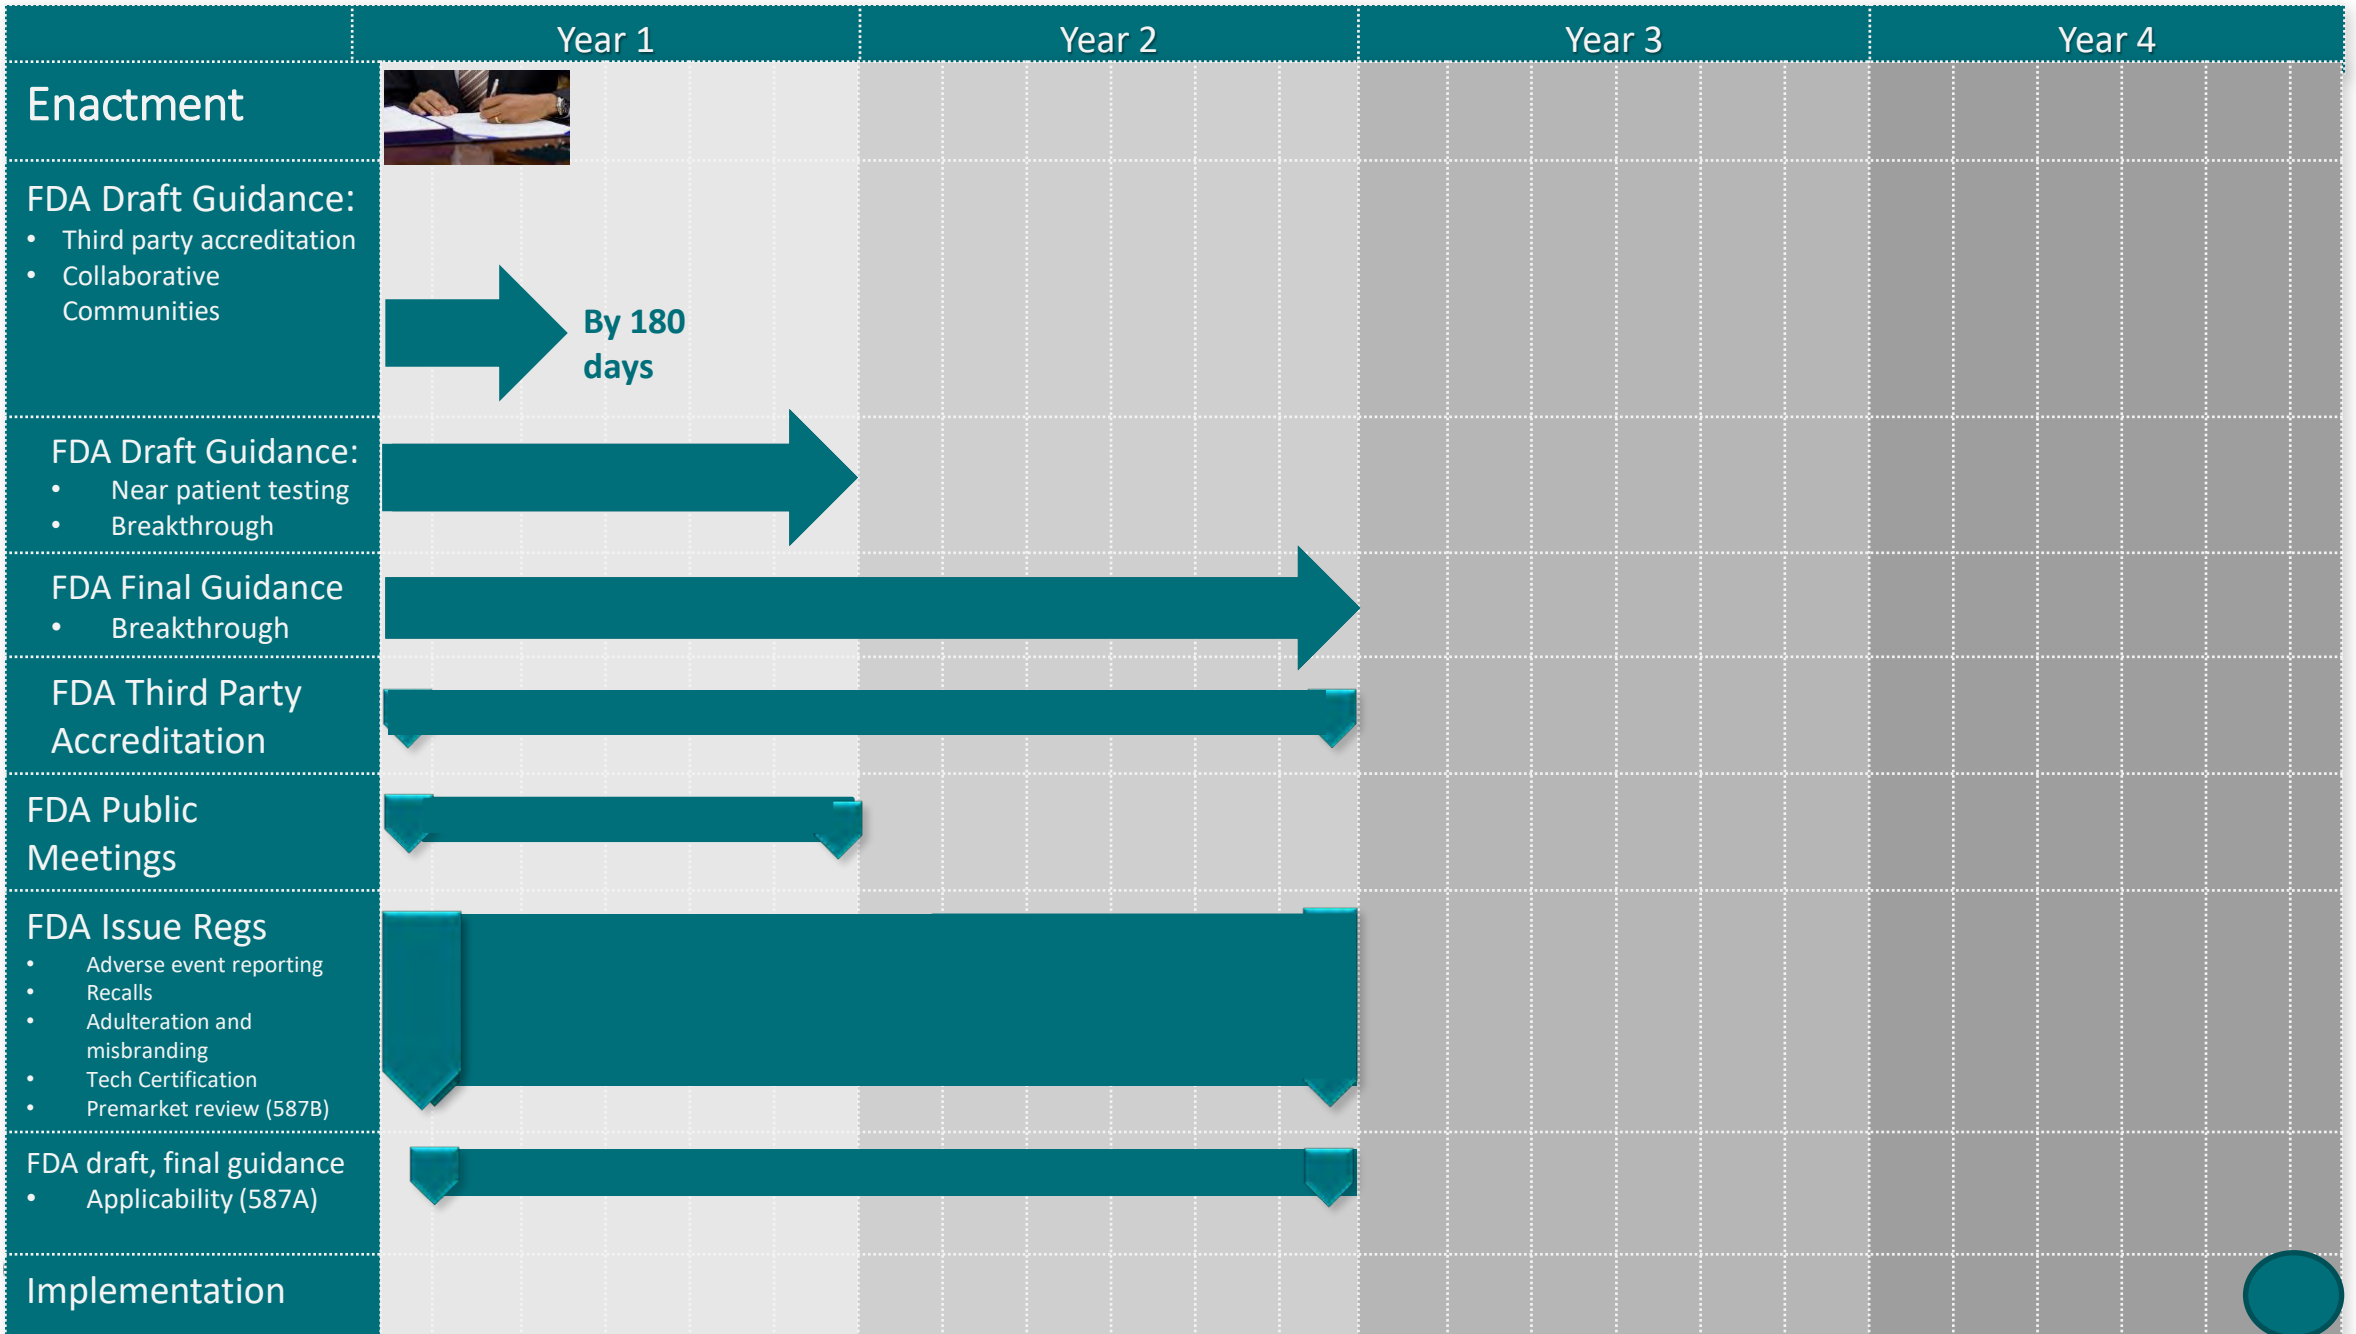 Year 1
Year 2
Year 3
Year 4
Enactment
FDA Draft Guidance:
• Third party accreditation
• Collaborative
Communities
By 180
days
FDA Draft Guidance:
• Near patient testing
• Breakthrough
FDA Final Guidance
• Breakthrough
FDA Third Party
Accreditation
FDA Public
Meetings
FDA Issue Regs
• Adverse event reporting
• Recalls
• Adulteration and
misbranding
• Tech Certification
• Premarket review (587B)
FDA draft, final guidance
• Applicability (587A)
Implementation